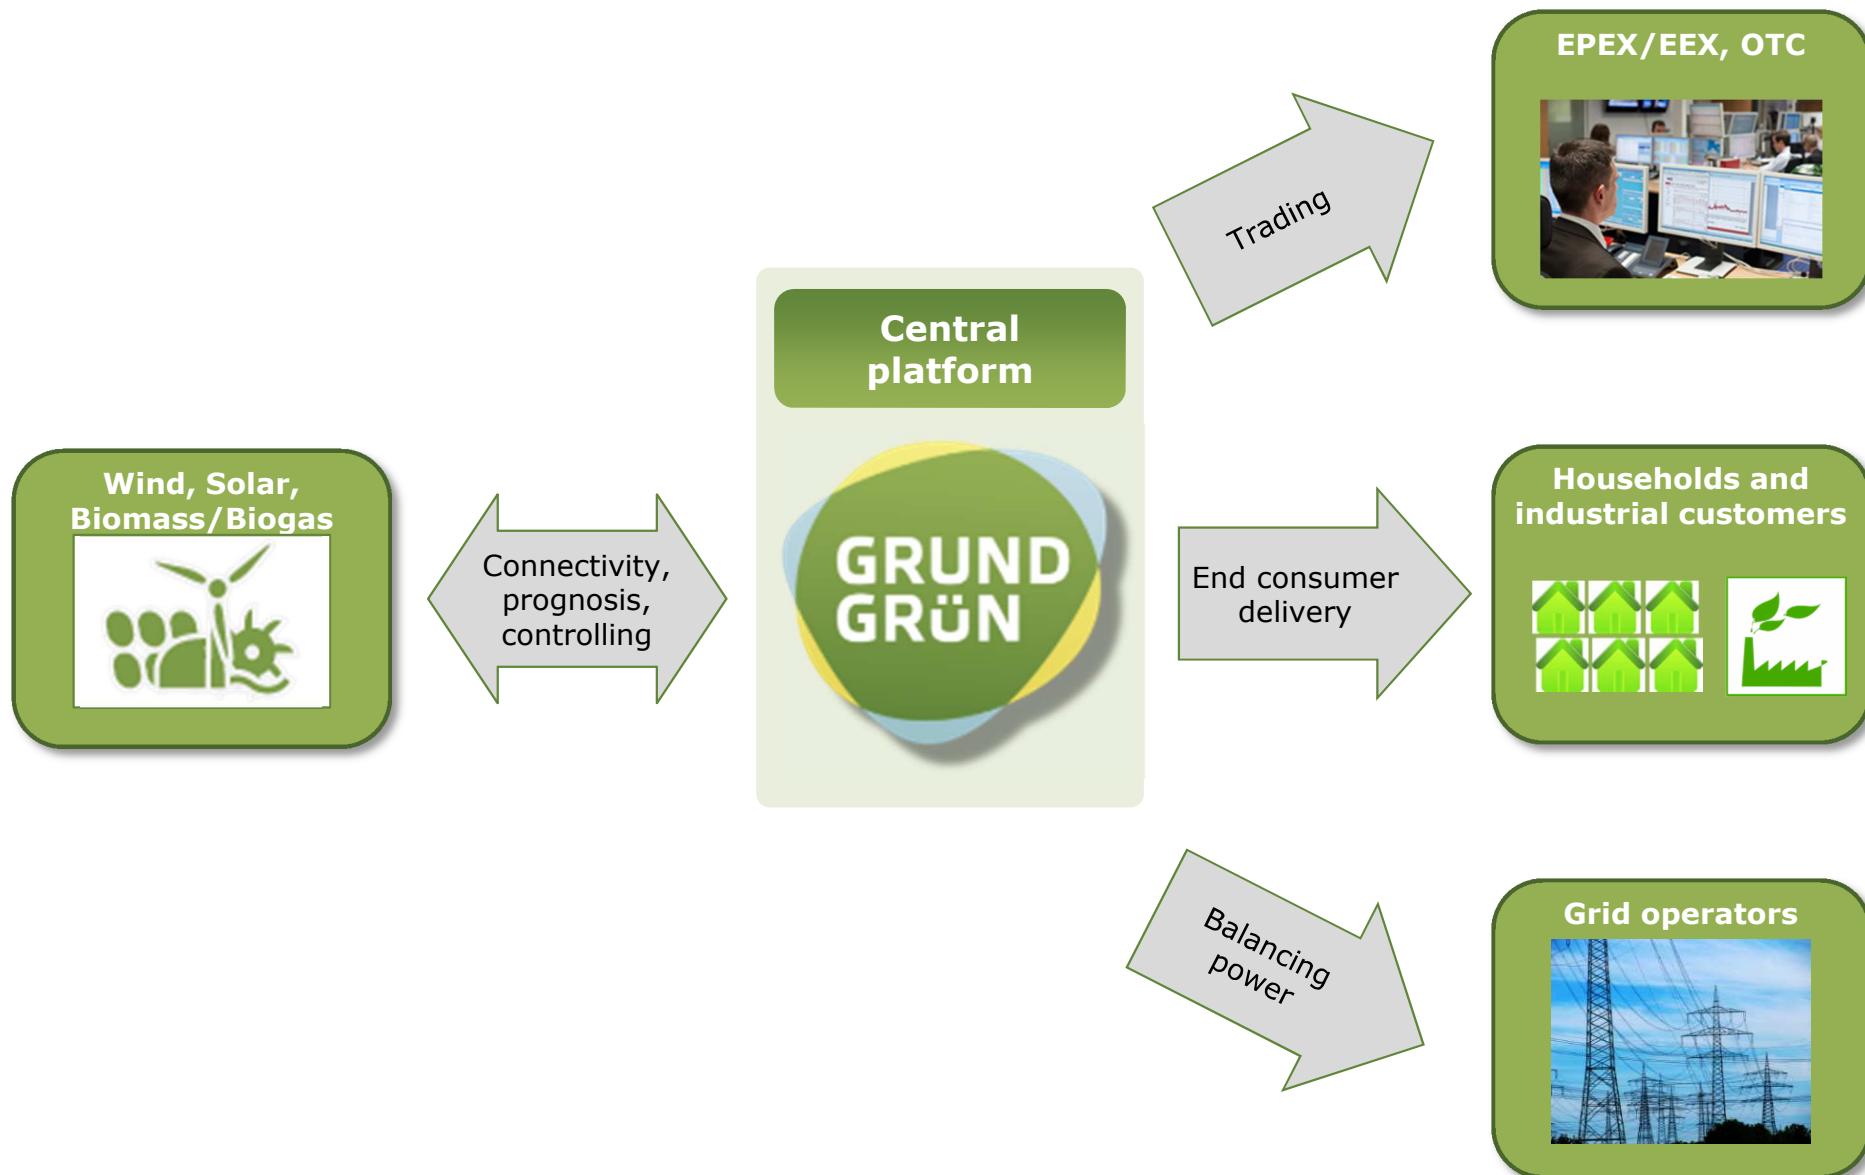 EPEX/EEX, OTC
Trading
Central
platform
Wind, Solar,
Biomass/Biogas
Connectivity,
prognosis,
controlling
GRUND
GRÜN
End consumer
delivery
Households and
industrial customers
Balancing
power
Grid operators